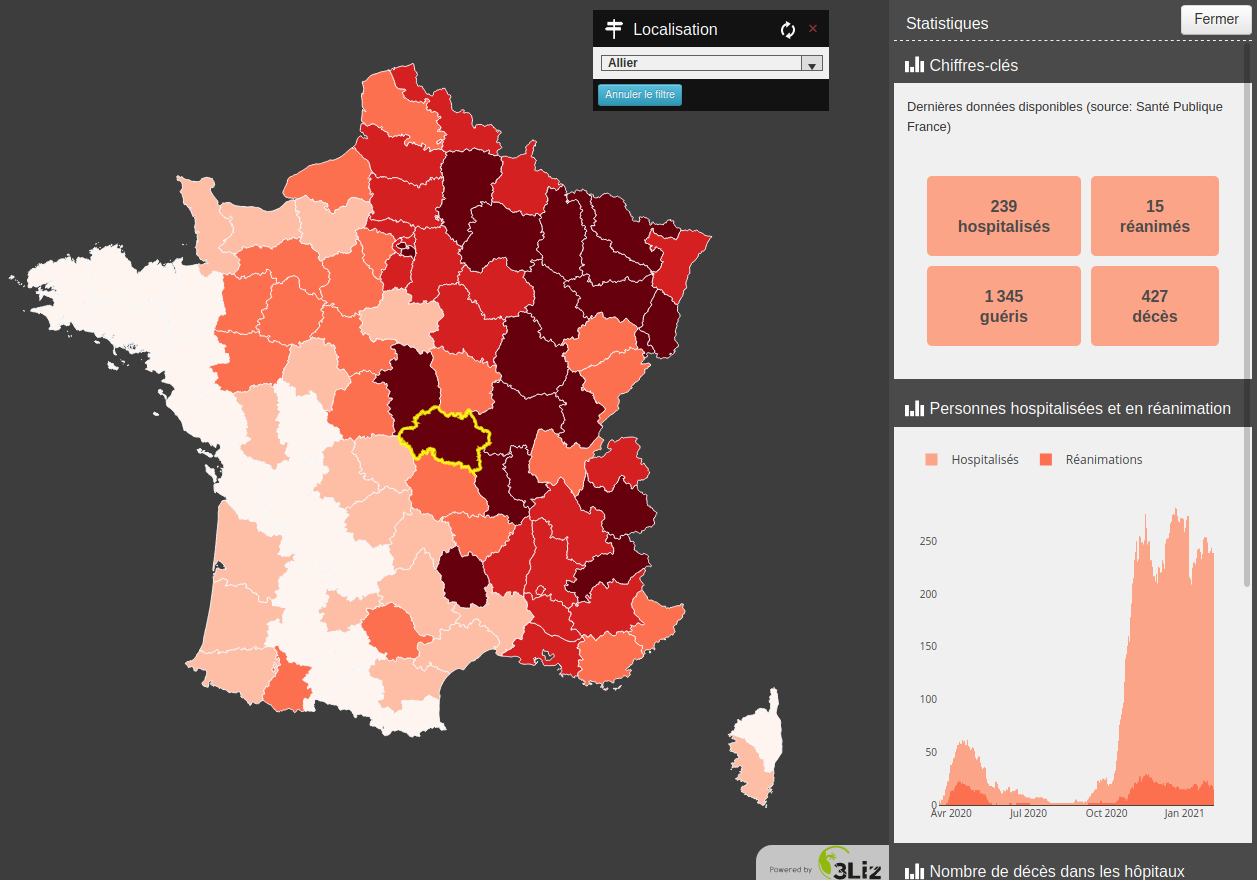 Localisation
×
Allier
Annuler le filtre
Statistiques
Fermer
Chiffres-clés
Dernières données disponibles (source: Santé Publique
France)
239
hospitalisés
15
réanimés
1 345
guéris
427
décès
Personnes hospitalisées et en réanimation
Hospitalisés
Réanimations
250
200
150
100
50
0
Avr 2020
Jul 2020
Oct 2020
Jan 2021
Nombre de décès dans les hôpitaux
Powered by
3Liz